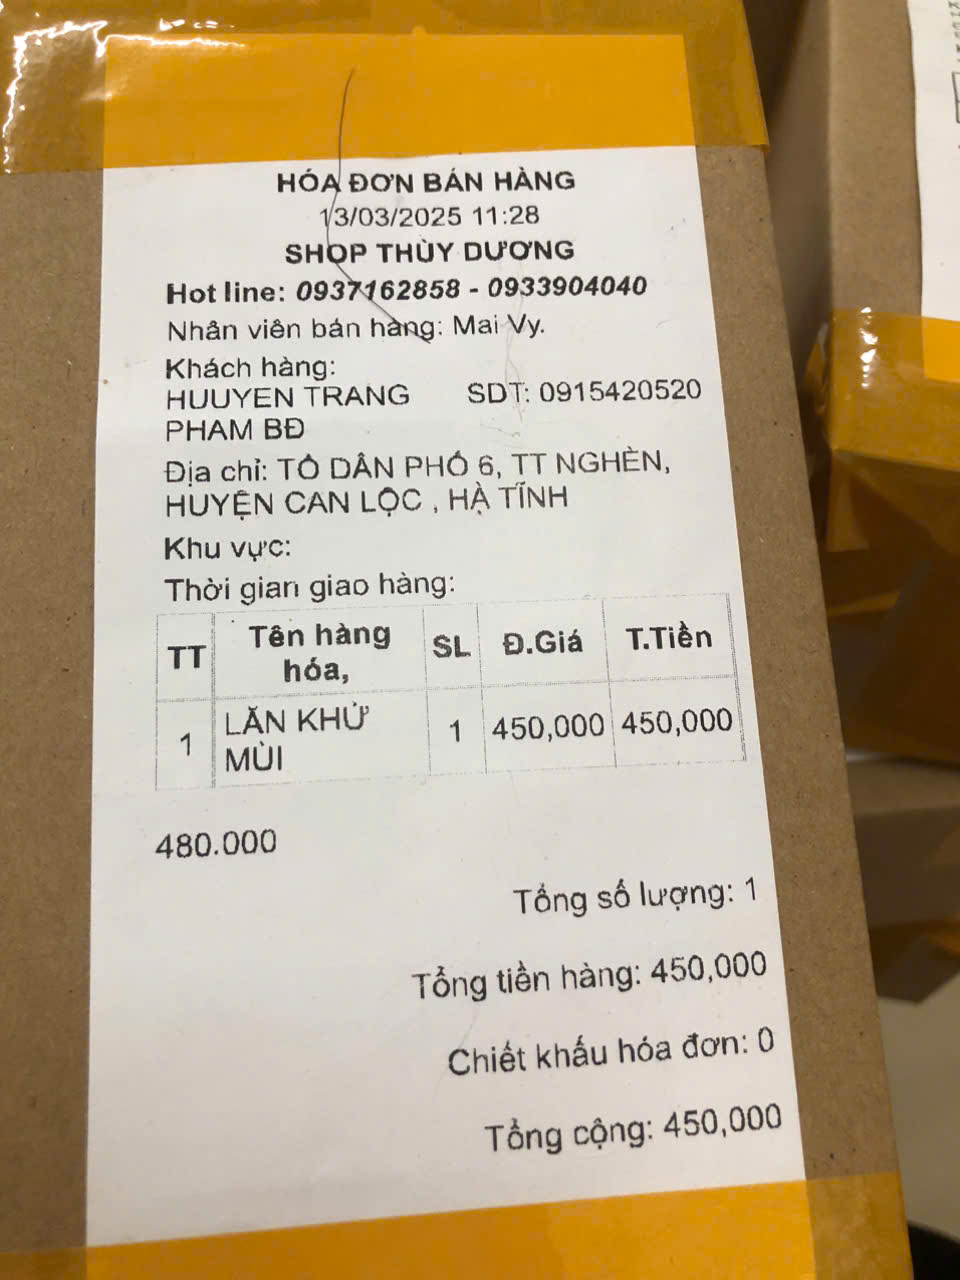 HÓA ĐƠN BÁN HÀNG
13/03/2025 11:28
SHOP THÙY DƯƠNG
Hot line: 0937162858 - 0933904040
Nhân viên bán hàng: Mai Vy.
Khách hàng:
HUUYEN TRANG SDT: 0915420520
PHAM BĐ
Địa chỉ: TỔ DÂN PHỐ 6, TT NGHÈN,
HUYỆN CAN LỘC , HÀ TĨNH
Khu vực:
Thời gian giao hàng:
TT Tên hàng hóa, SL Đ.Giá T.Tiền
1 LĂN KHỬ MÙI 1 450,000 450,000
480.000
Tổng số lượng: 1
Tổng tiền hàng: 450,000
Chiết khấu hóa đơn: 0
Tổng cộng: 450,000